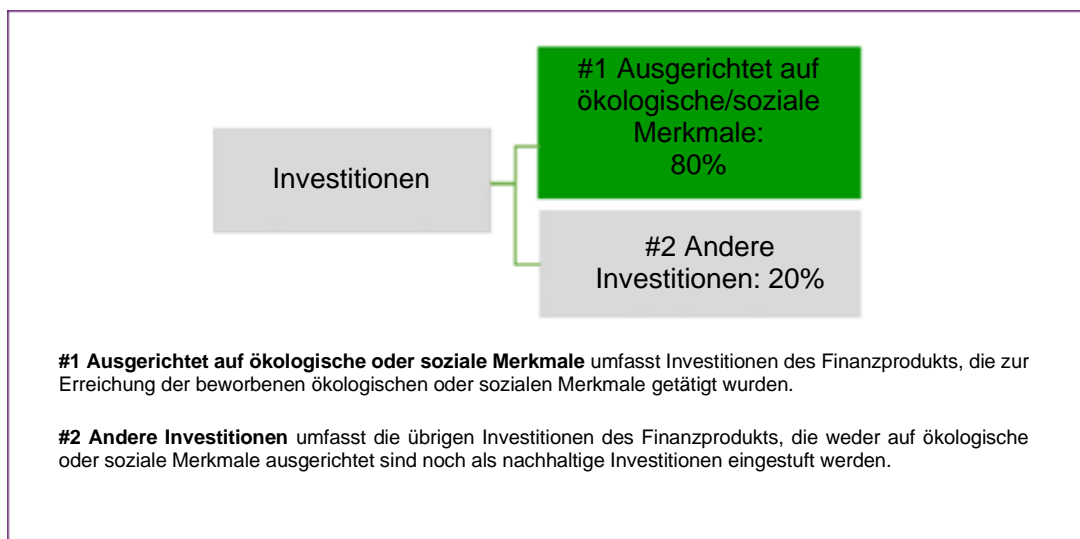 #1 Ausgerichtet auf
ökologische/soziale
Merkmale:
80%
Investitionen
#2 Andere
Investitionen: 20%
#1 Ausgerichtet auf ökologische oder soziale Merkmale umfasst Investitionen des Finanzprodukts, die zur
Erreichung der beworbenen ökologischen oder sozialen Merkmale getätigt wurden.
#2 Andere Investitionen umfasst die übrigen Investitionen des Finanzprodukts, die weder auf ökologische
oder soziale Merkmale ausgerichtet sind noch als nachhaltige Investitionen eingestuft werden.